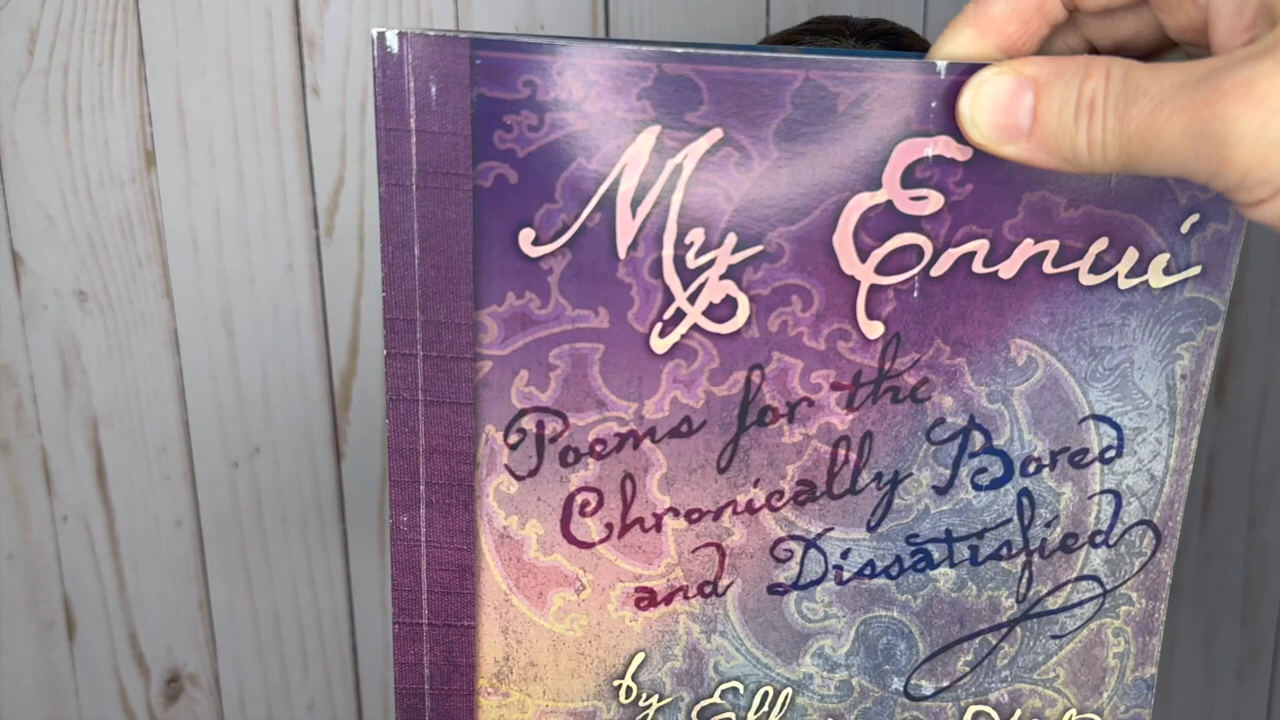 My Ennui
Poems for the
Chronically Bored
and Dissatisfied
by